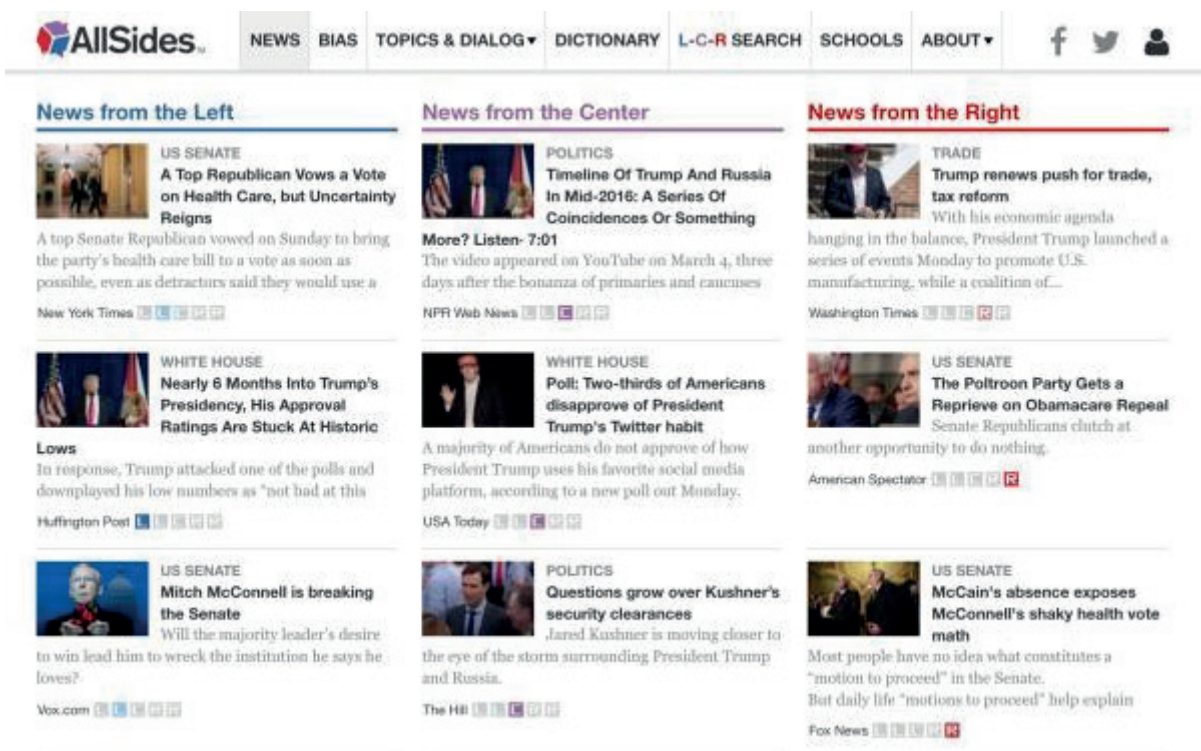 AllSides
NEWS BIAS TOPICS & DIALOG▾ DICTIONARY L-C-R SEARCH SCHOOLS ABOUT▾
News from the Left
US SENATE
A Top Republican Vows a Vote
on Health Care, but Uncertainty
Reigns
A top Senate Republican vowed on Sunday to bring
the party's health care bill to a vote as soon as
possible, even as detractors said they would use a
New York Times L L C R R
WHITE HOUSE
Nearly 6 Months Into Trump's
Presidency, His Approval
Ratings Are Stuck At Historic
Lows
In response, Trump attacked one of the polls and
downplayed his low numbers as "not bad at this
Huffington Post L L C R R
US SENATE
Mitch McConnell is breaking
the Senate
Will the majority leader's desire
to win lead him to wreck the institution he says he
loves?
Vox.com L L C R R
News from the Center
POLITICS
Timeline Of Trump And Russia
In Mid-2016: A Series Of
Coincidences Or Something
More? Listen· 7:01
The video appeared on YouTube on March 4, three
days after the bonanza of primaries and caucuses
NPR Web News L L C R R
WHITE HOUSE
Poll: Two-thirds of Americans
disapprove of President
Trump's Twitter habit
A majority of Americans do not approve of how
President Trump uses his favorite social media
platform, according to a new poll out Monday.
USA Today L L C R R
POLITICS
Questions grow over Kushner's
security clearances
Jared Kushner is moving closer to
the eye of the storm surrounding President Trump
and Russia.
The Hill L L C R R
News from the Right
TRADE
Trump renews push for trade,
tax reform
With his economic agenda
hanging in the balance, President Trump launched a
series of events Monday to promote U.S.
manufacturing, while a coalition of...
Washington Times L L C R R
US SENATE
The Poltroon Party Gets a
Reprieve on Obamacare Repeal
Senate Republicans clutch at
another opportunity to do nothing.
American Spectator L L C R R
US SENATE
McCain's absence exposes
McConnell's shaky health vote
math
Most people have no idea what constitutes a
"motion to proceed" in the Senate.
But daily life "motions to proceed" help explain
Fox News L L C R R